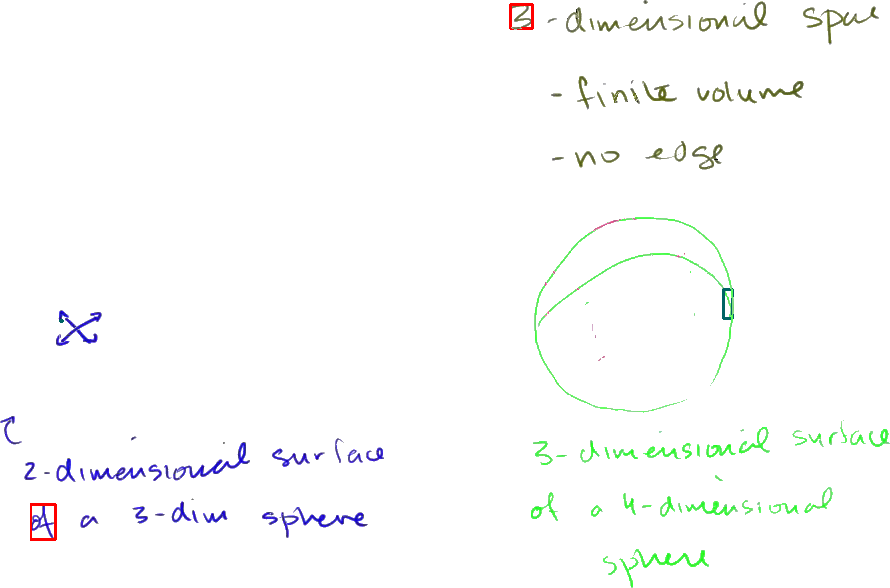 3-dimensional space
- finite volume
- no edge
2-dimensional surface
of a 3-dim sphere
3-dimensional surface
of a 4-dimensional
sphere